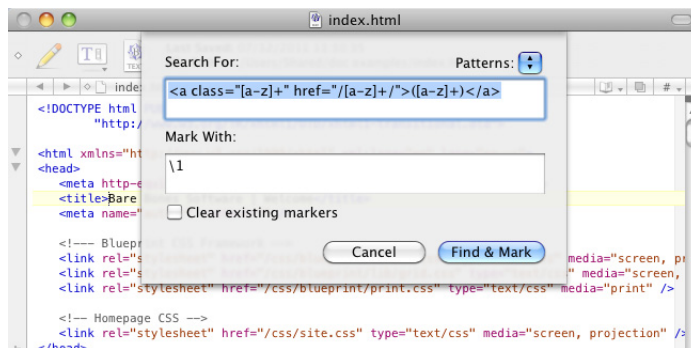 index.html
Search For:
Patterns:
<a class="[a-z]+" href="/[a-z]+/">([a-z]+)</a>
Mark With:
\1
Clear existing markers
Cancel
Find & Mark
TEX
index
#
<!DOCTYPE html
"http:/
<html xmlns="ht
<head>
<meta http-e
<title>Bare
<meta name="
<!--- Bluepr
<link rel="s media="screen, pr
<link rel="s " media="screen,
<link rel="stylesheet" href="/css/blueprint/print.css" type="text/css" media="print" />
<!-- Homepage CSS -->
<link rel="stylesheet" href="/css/site.css" type="text/css" media="screen, projection" />
</head>